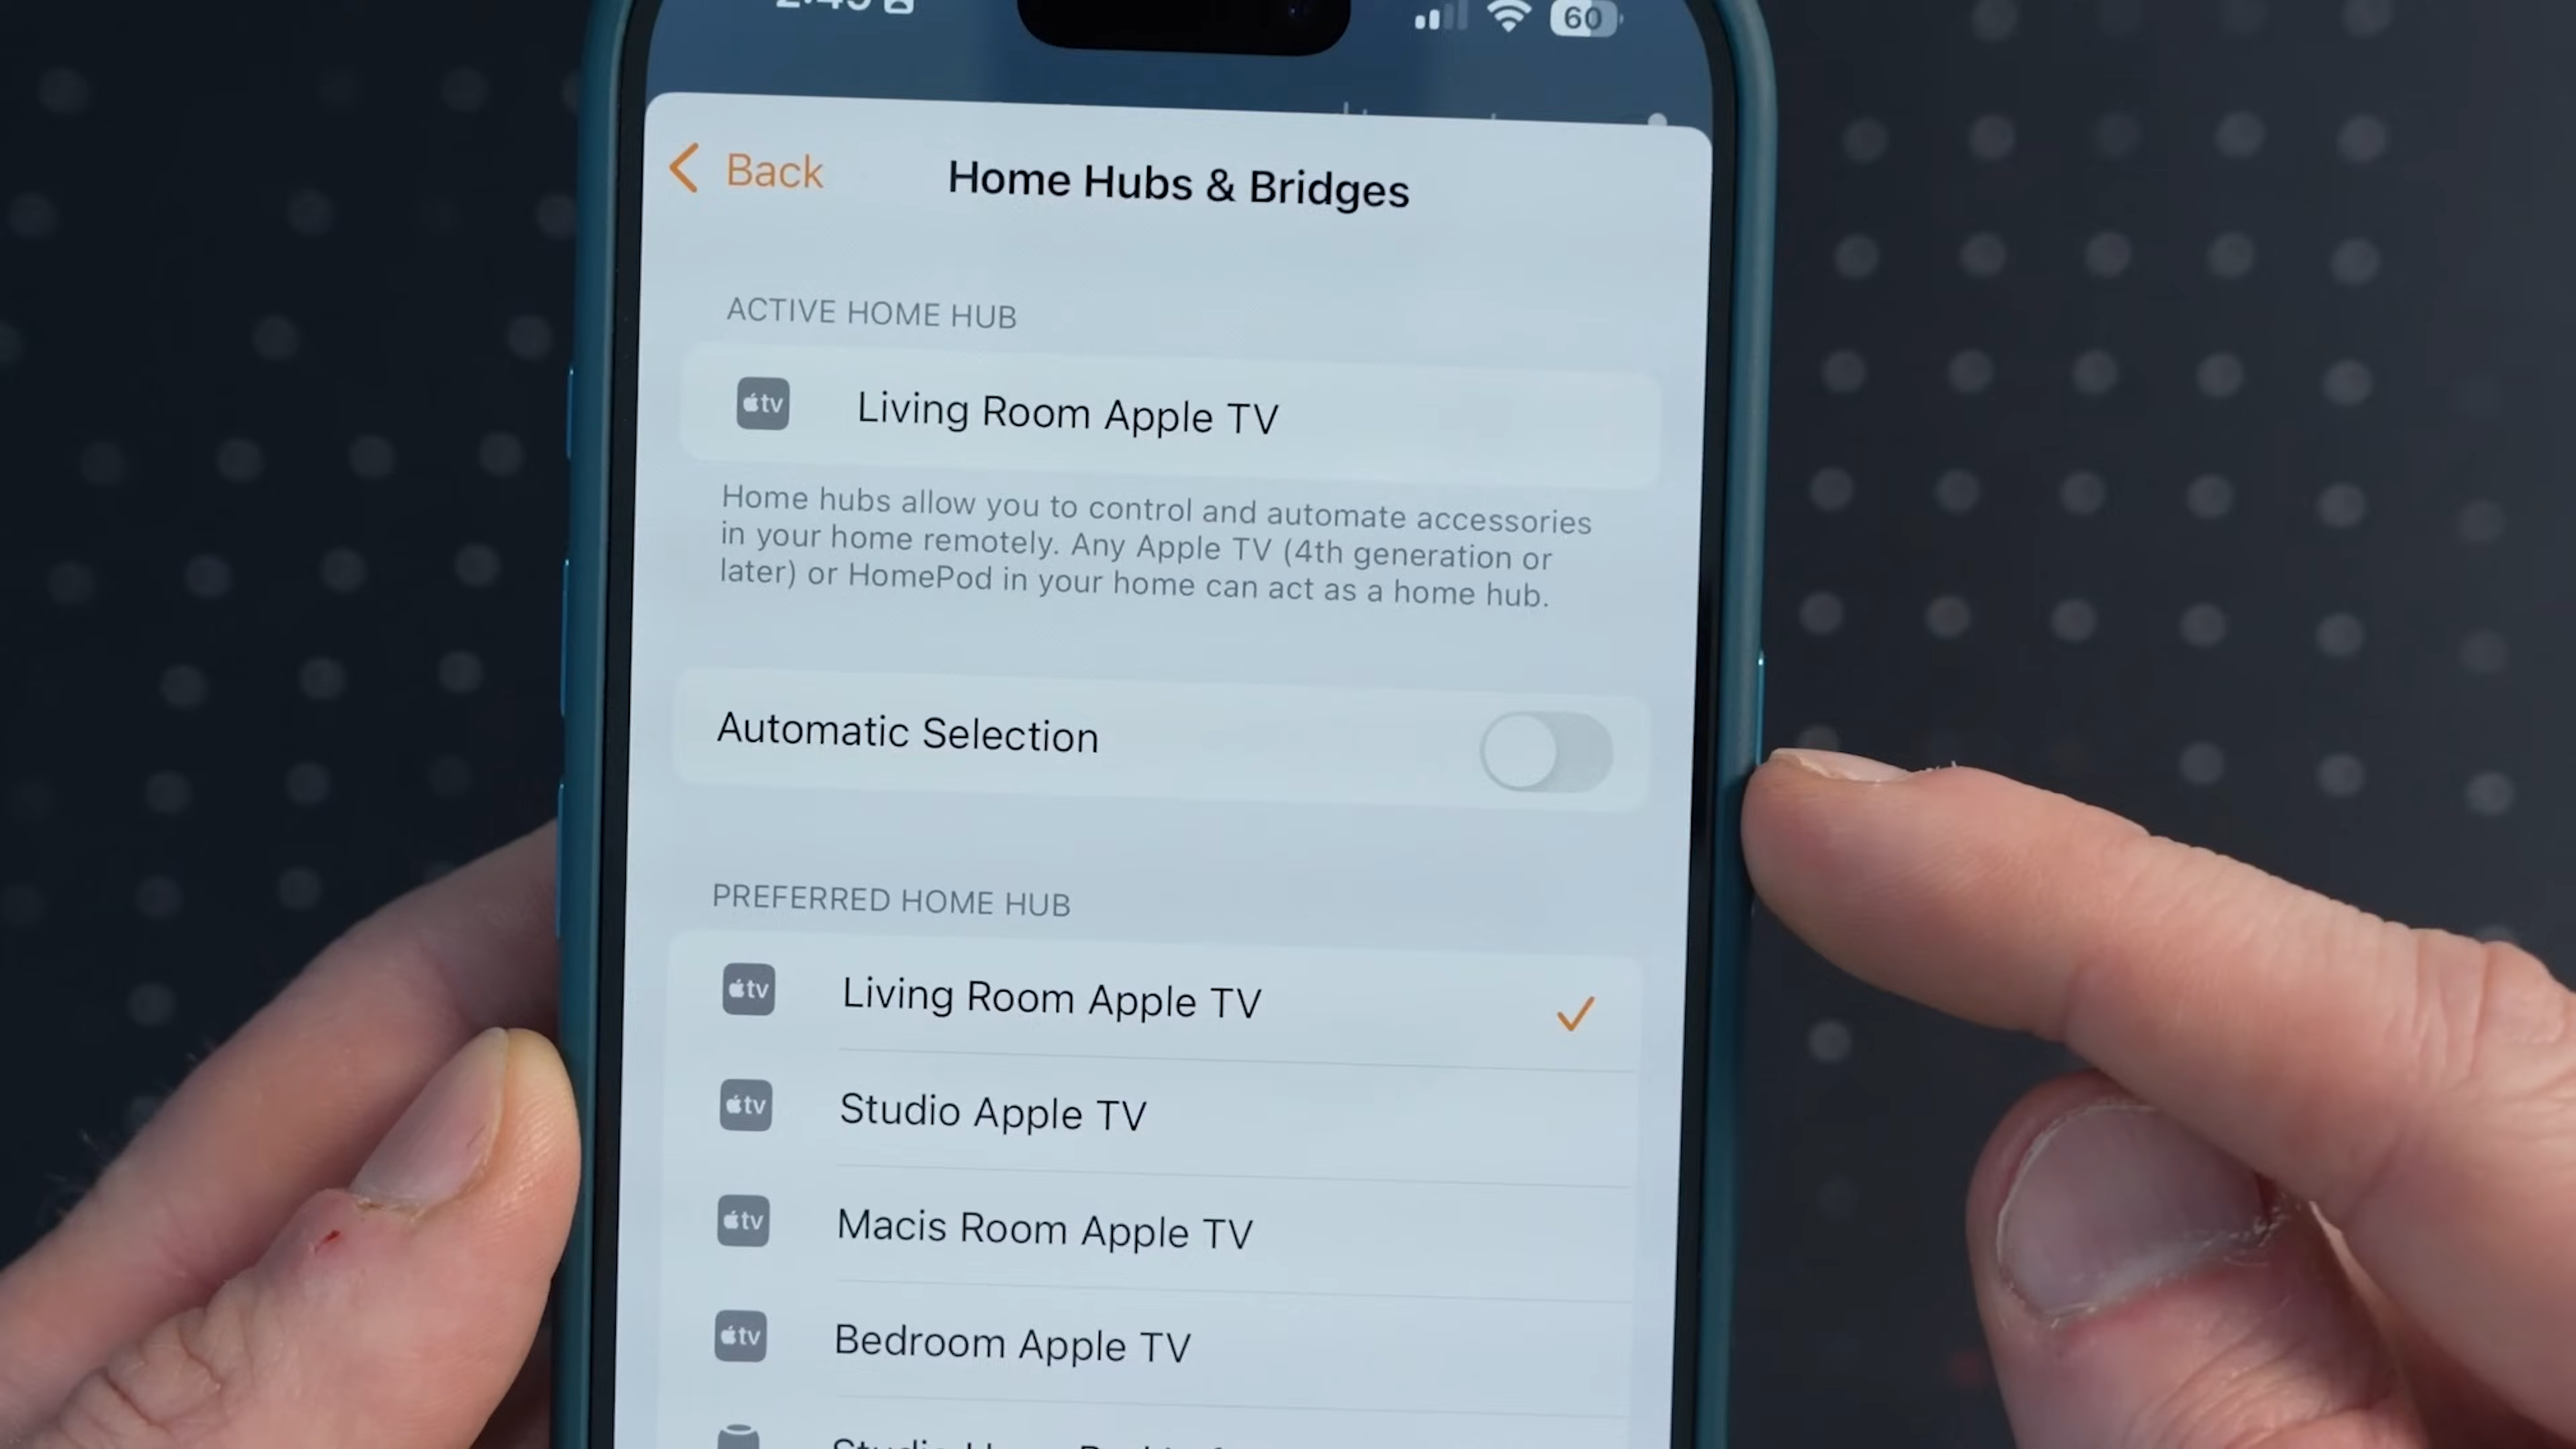 60
Back
Home Hubs & Bridges
ACTIVE HOME HUB
tv
Living Room Apple TV
Home hubs allow you to control and automate accessories
in your home remotely. Any Apple TV (4th generation or
later) or HomePod in your home can act as a home hub.
Automatic Selection
PREFERRED HOME HUB
tv
Living Room Apple TV
tv
Studio Apple TV
tv
Macis Room Apple TV
tv
Bedroom Apple TV